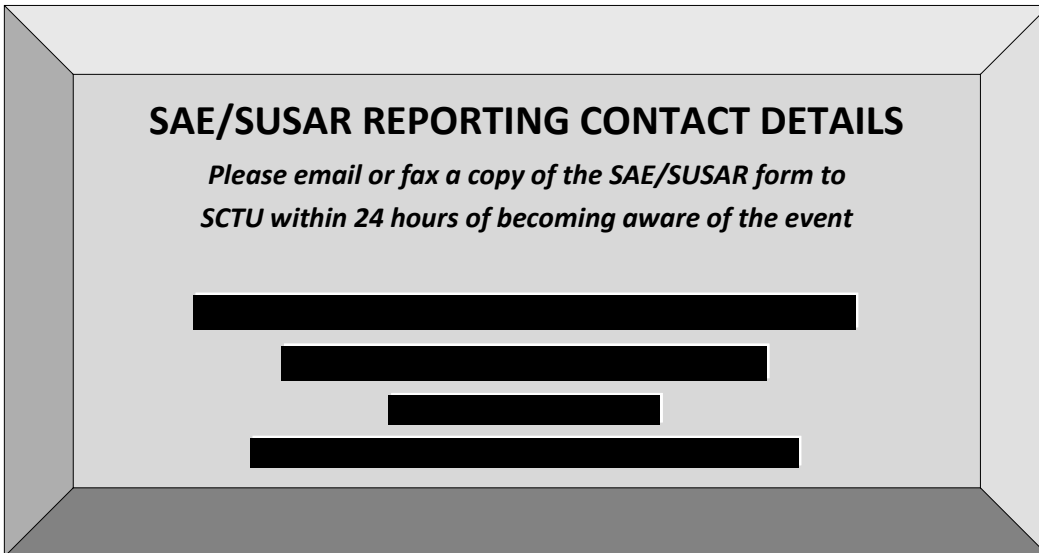 SAE/SUSAR REPORTING CONTACT DETAILS
Please email or fax a copy of the SAE/SUSAR form to
SCTU within 24 hours of becoming aware of the event